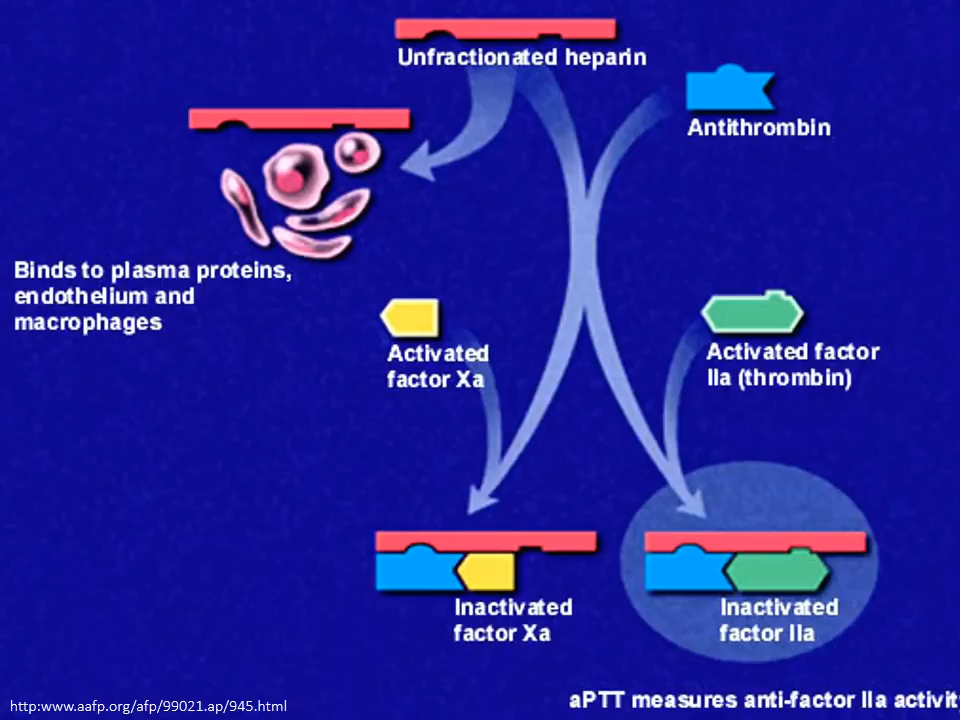 Unfractionated heparin
Antithrombin
Binds to plasma proteins,
endothelium and
macrophages
Activated
factor Xa
Activated factor
IIa (thrombin)
Inactivated
factor Xa
Inactivated
factor IIa
aPTT measures anti-factor IIa activit
http:www.aafp.org/afp/99021.ap/945.html